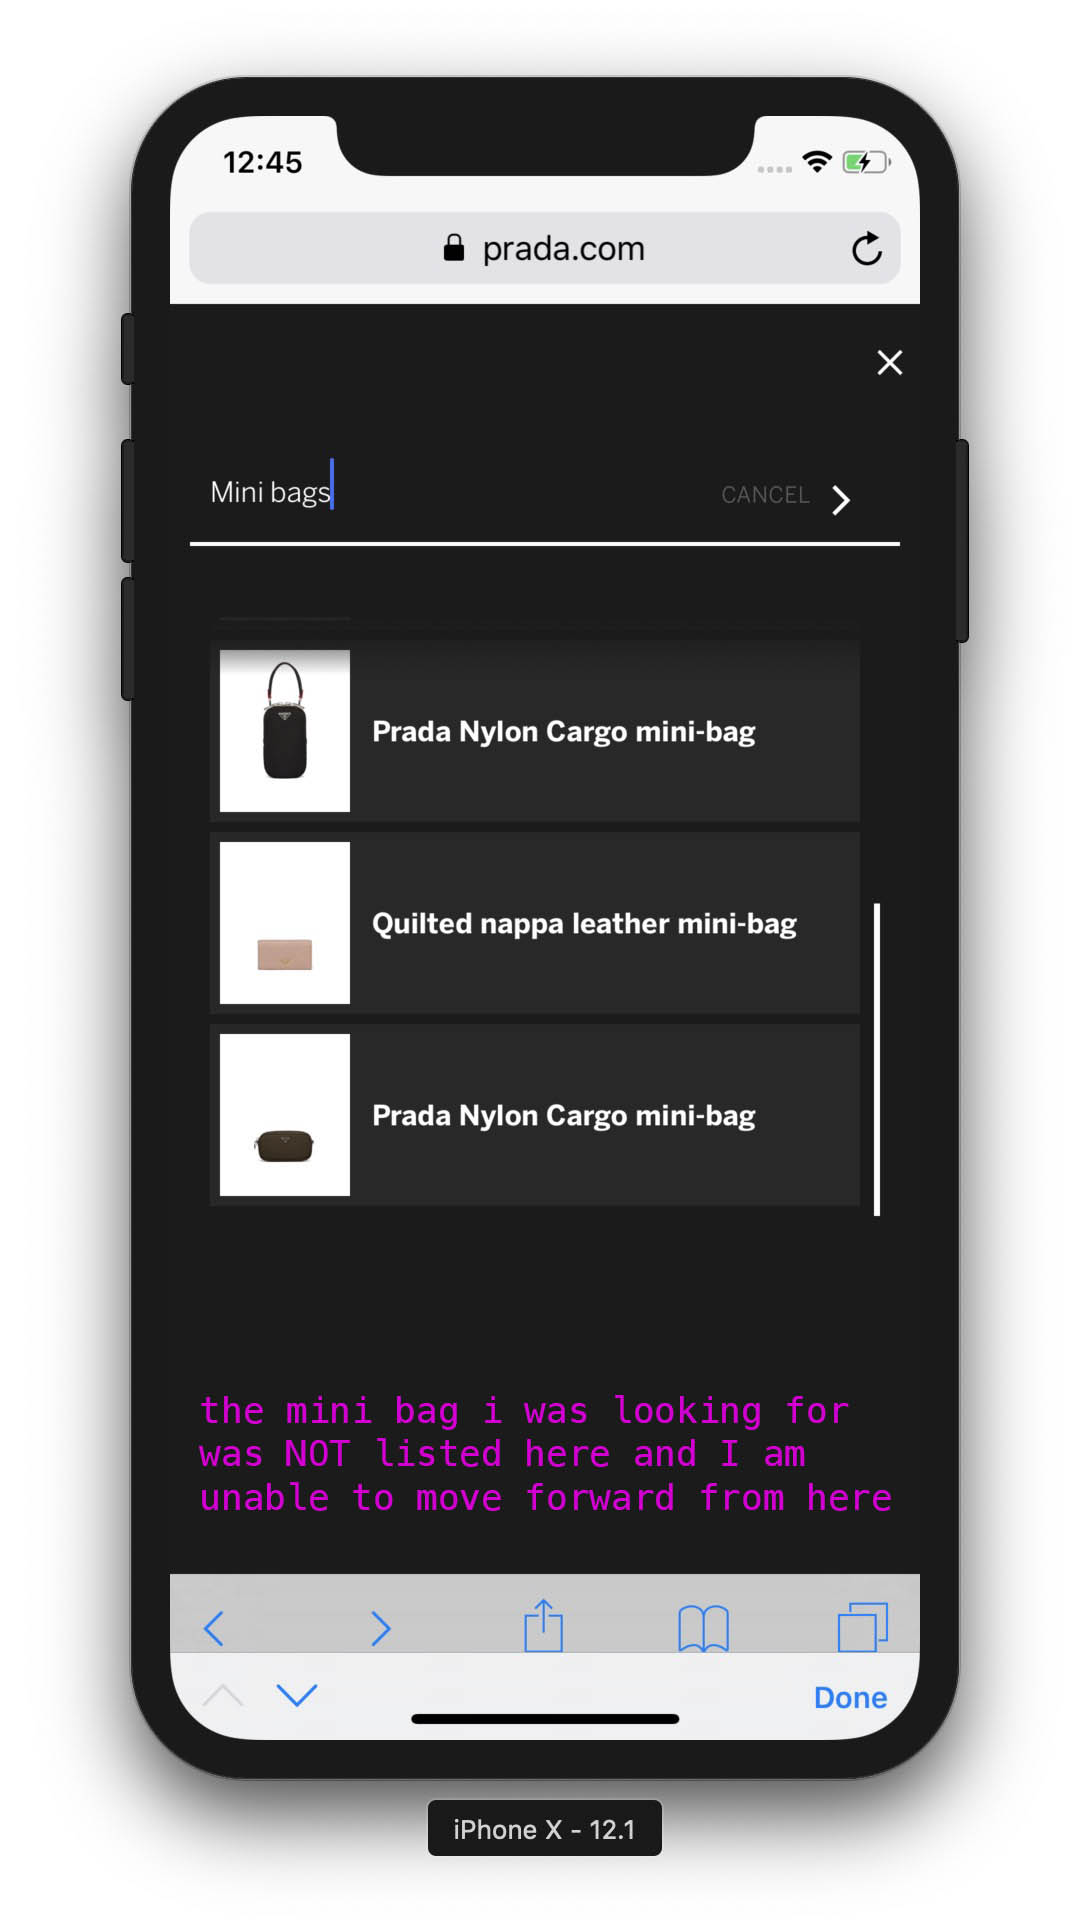 12:45
prada.com
Mini bags
CANCEL
Prada Nylon Cargo mini-bag
Quilted nappa leather mini-bag
Prada Nylon Cargo mini-bag
the mini bag i was looking for
was NOT listed here and I am
unable to move forward from here
Done
iPhone X - 12.1